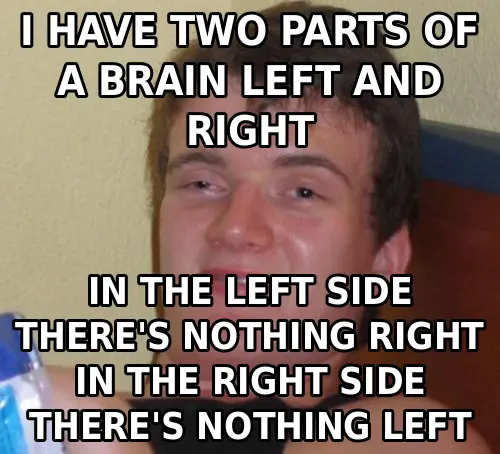 I HAVE TWO PARTS OF
A BRAIN LEFT AND
RIGHT
IN THE LEFT SIDE
THERE'S NOTHING RIGHT
IN THE RIGHT SIDE
THERE'S NOTHING LEFT